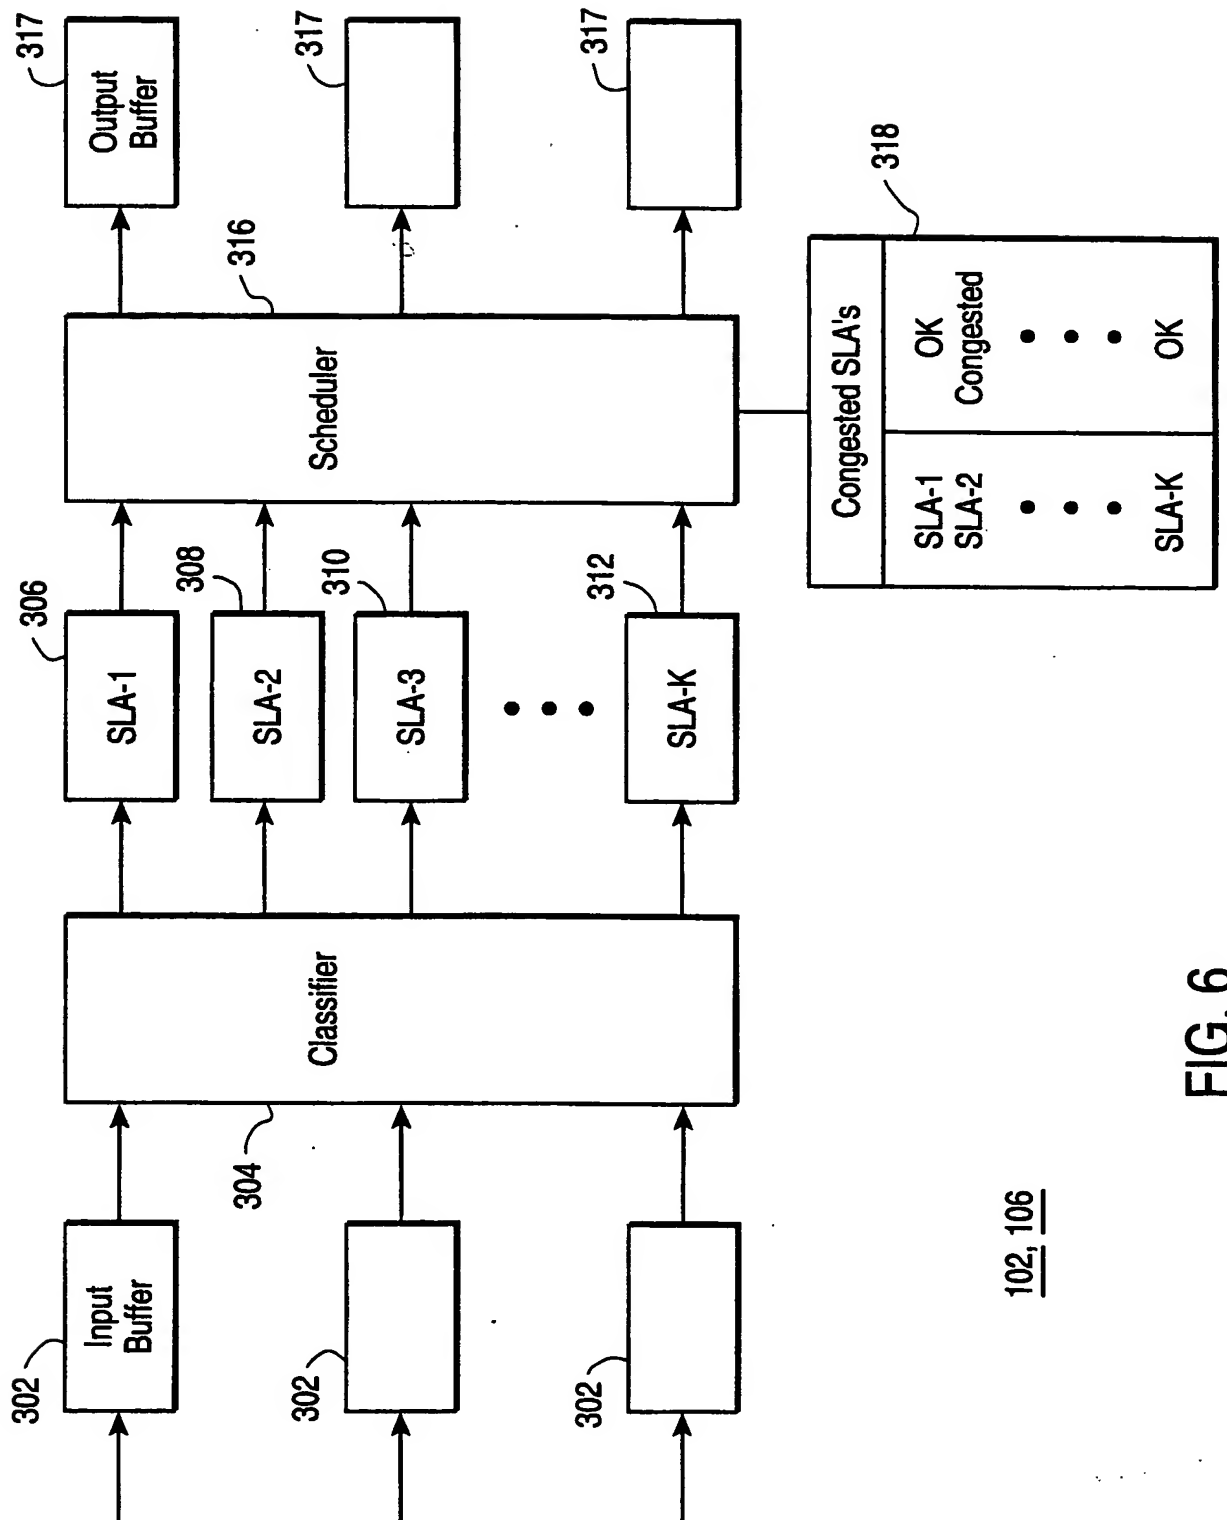 302
Input
Buffer
302
302
304
Classifier
306
SLA-1
308
SLA-2
310
SLA-3
312
SLA-K
316
Scheduler
317
Output
Buffer
317
317
318
Congested SLA's
SLA-1 OK
SLA-2 Congested
SLA-K OK
102, 106
FIG. 6